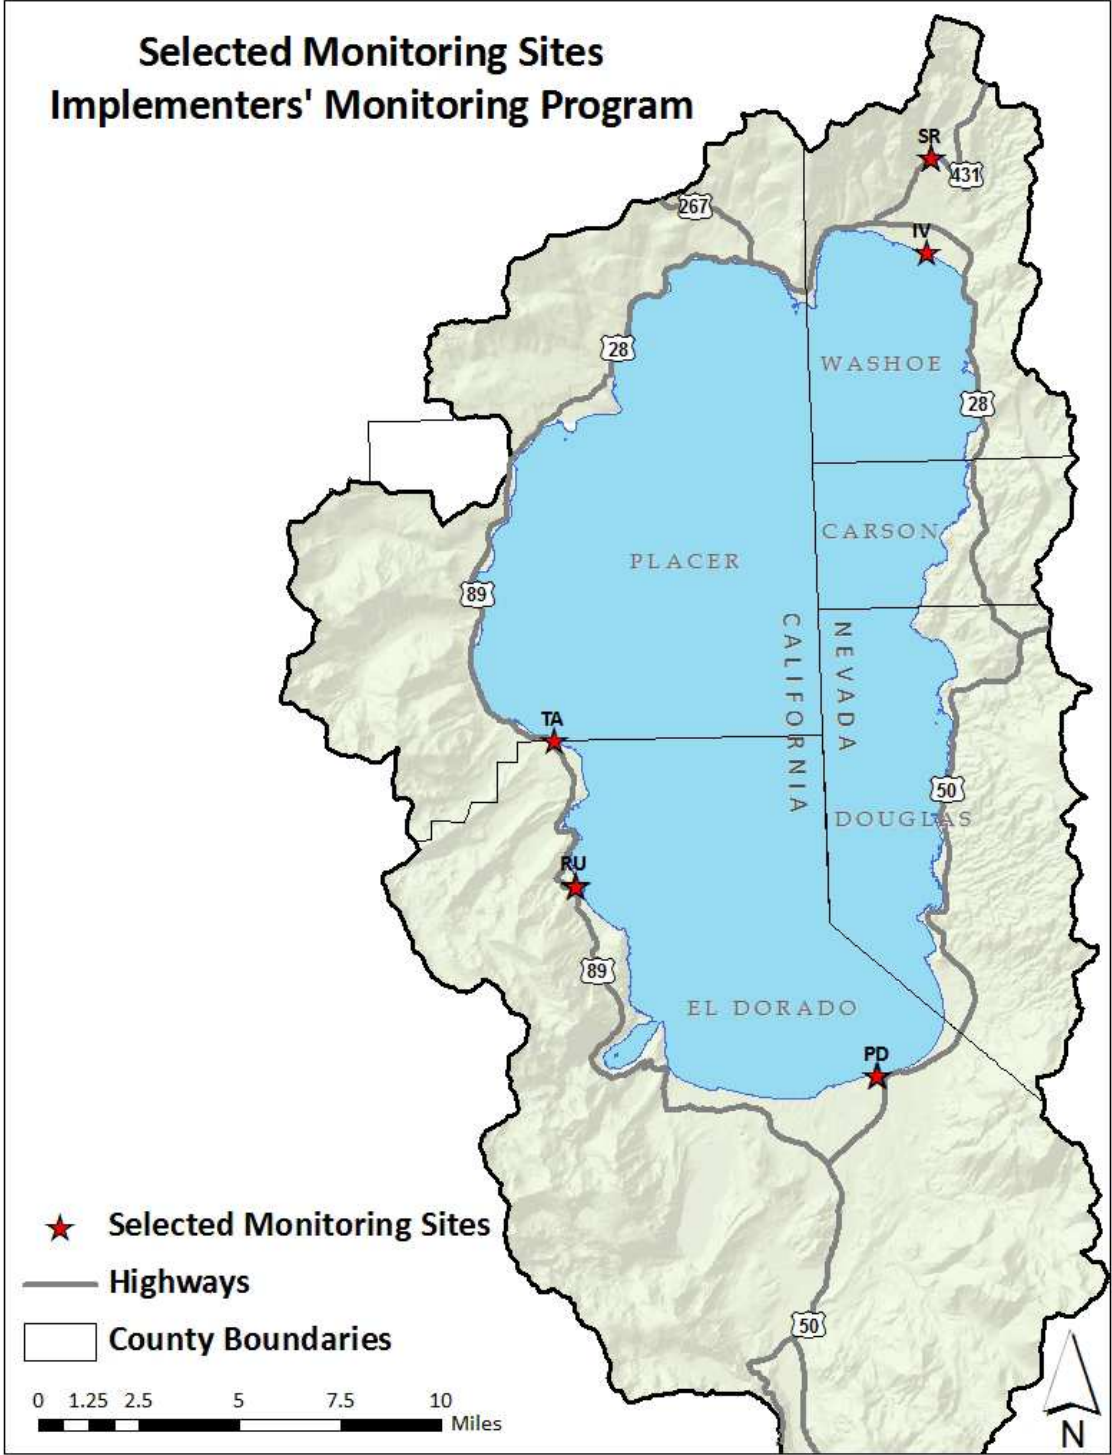 Selected Monitoring Sites
Implementers' Monitoring Program
SR
431
267
IV
28
WASHOE
28
CARSON
PLACER
89
CALIFORNIA
NEVADA
TA
50
DOUGLAS
RU
89
EL DORADO
PD
Selected Monitoring Sites
Highways
50
County Boundaries
0 1.25 2.5 5 7.5 10
Miles
N